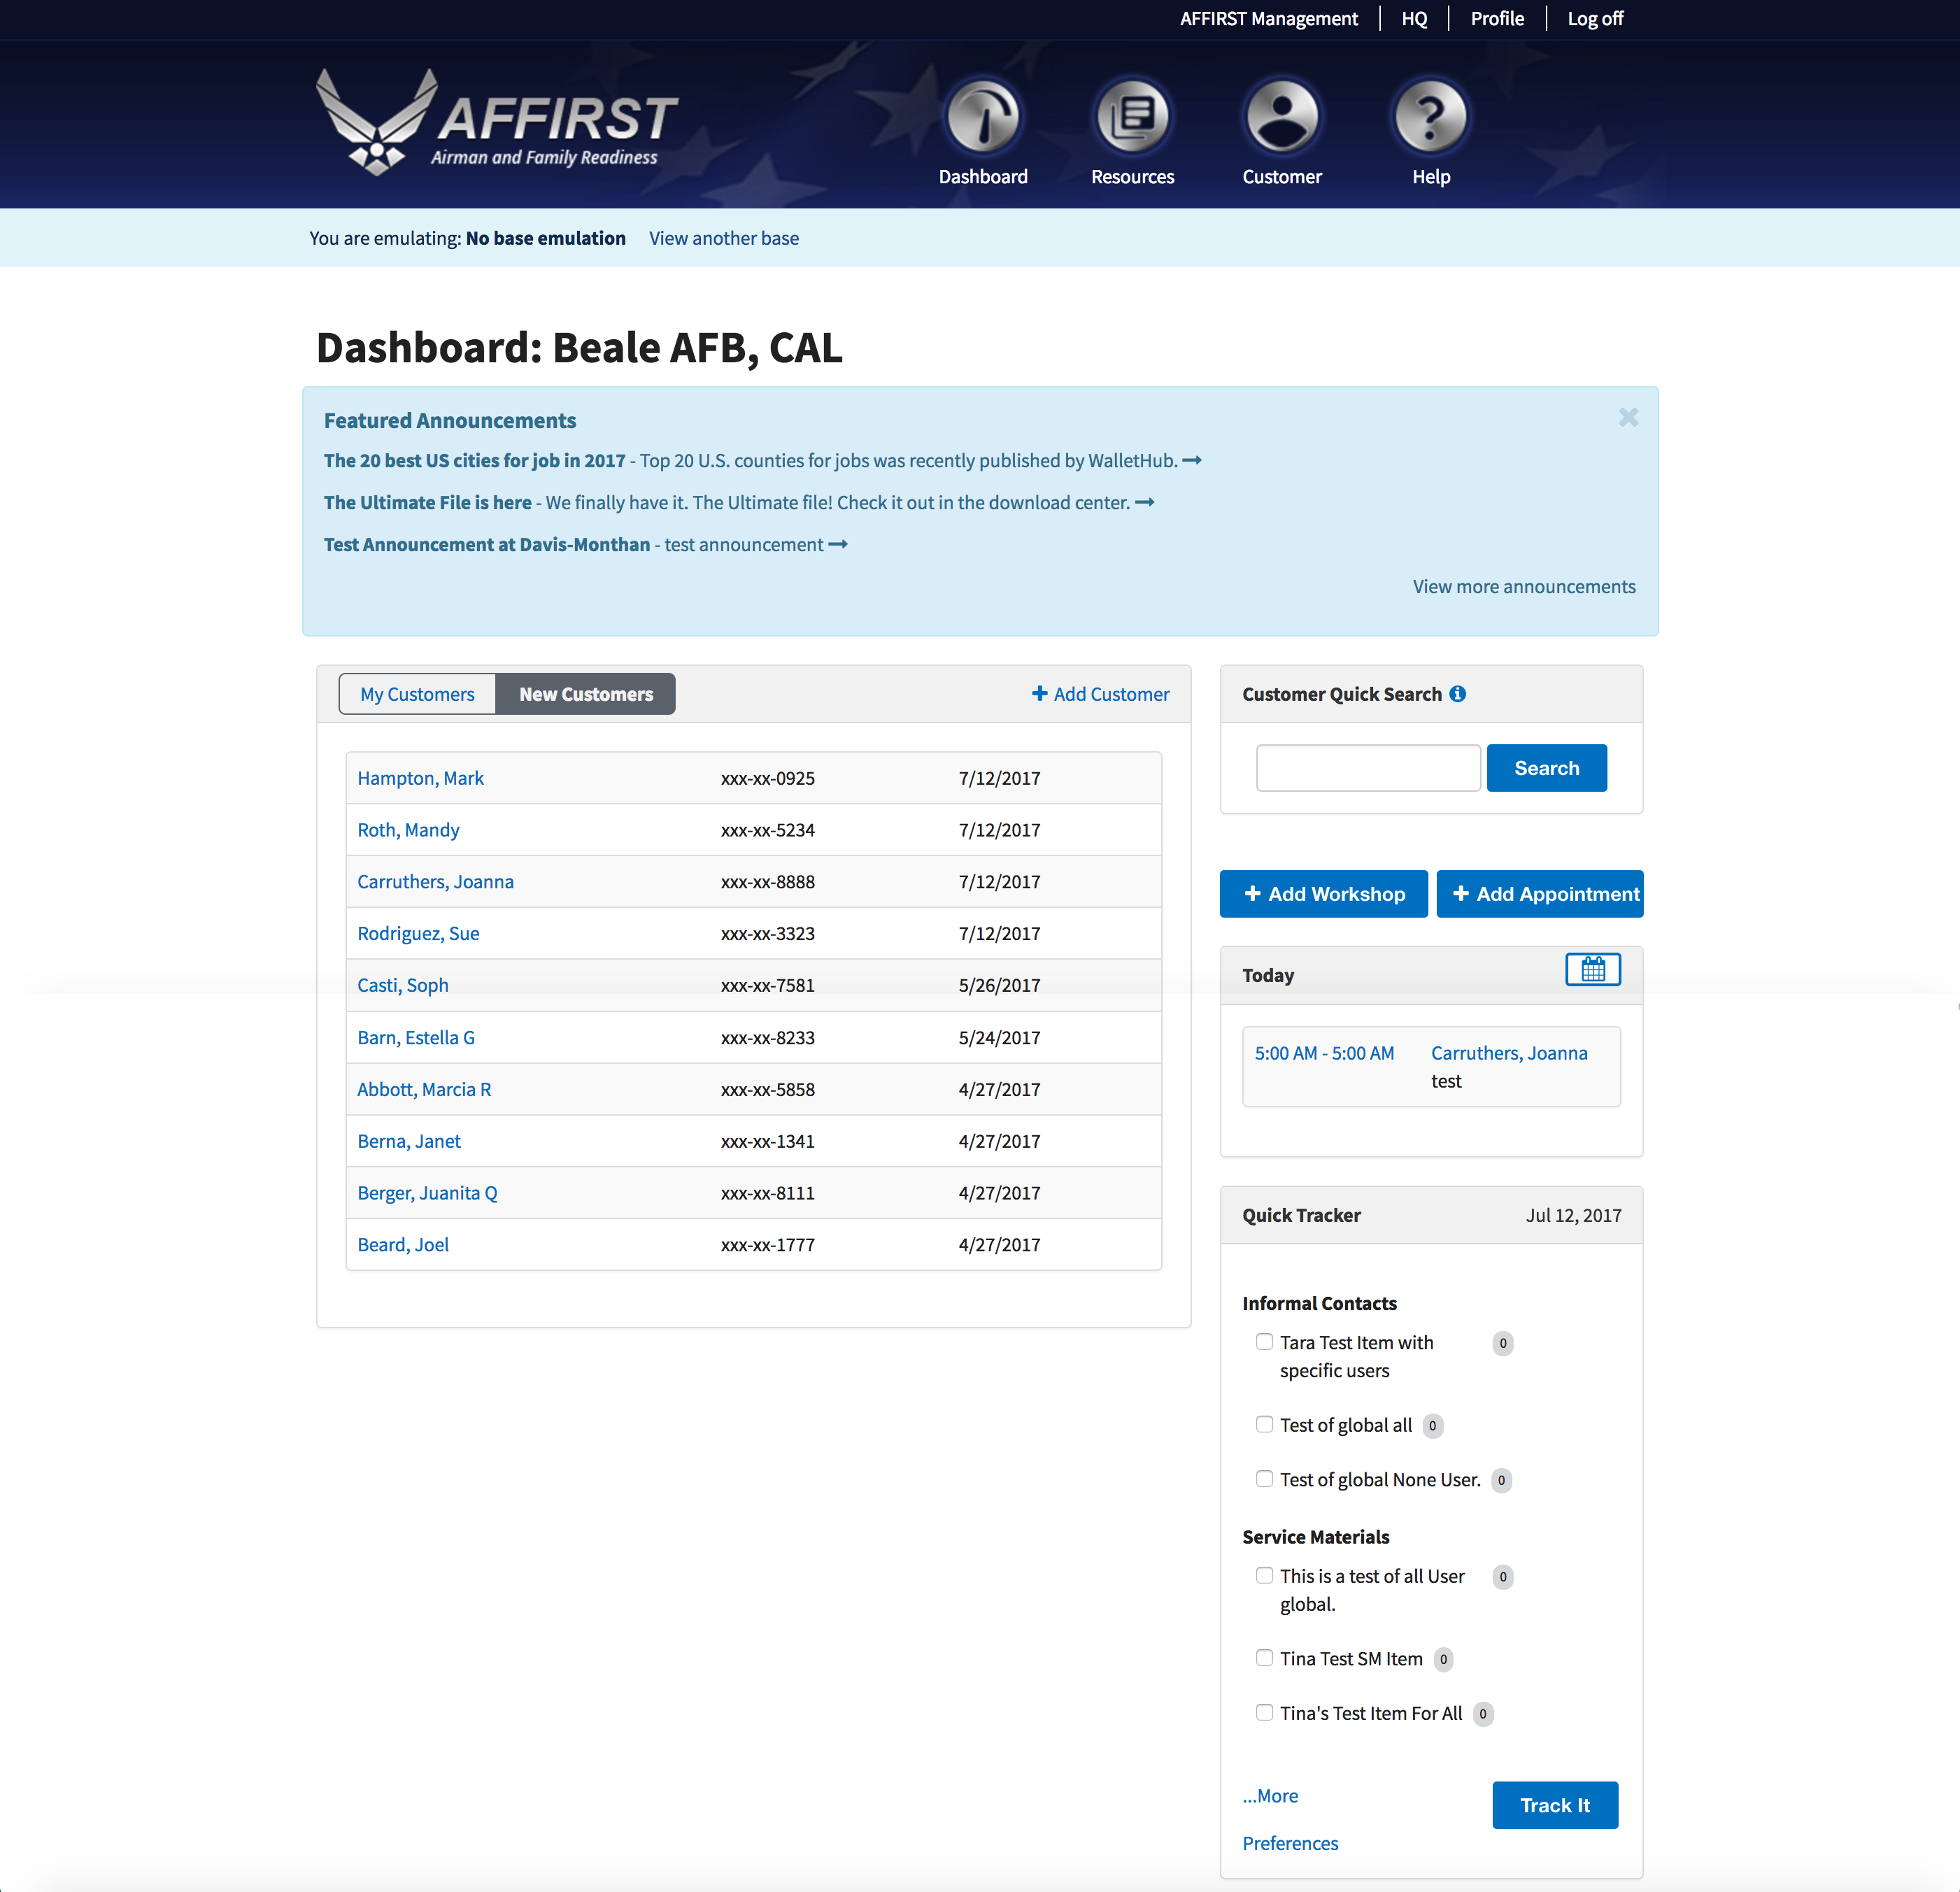 AFFIRST Management
HQ
Profile
Log off
AFFIRST
Airman and Family Readiness
Dashboard
Resources
Customer
Help
You are emulating: No base emulation View another base
Dashboard: Beale AFB, CAL
Featured Announcements
The 20 best US cities for job in 2017 - Top 20 U.S. counties for jobs was recently published by WalletHub.
The Ultimate File is here - We finally have it. The Ultimate file! Check it out in the download center.
Test Announcement at Davis-Monthan - test announcement
View more announcements
My Customers
New Customers
Add Customer
Hampton, Mark xxx-xx-0925 7/12/2017
Roth, Mandy xxx-xx-5234 7/12/2017
Carruthers, Joanna xxx-xx-8888 7/12/2017
Rodriguez, Sue xxx-xx-3323 7/12/2017
Casti, Soph xxx-xx-7581 5/26/2017
Barn, Estella G xxx-xx-8233 5/24/2017
Abbott, Marcia R xxx-xx-5858 4/27/2017
Berna, Janet xxx-xx-1341 4/27/2017
Berger, Juanita Q xxx-xx-8111 4/27/2017
Beard, Joel xxx-xx-1777 4/27/2017
Customer Quick Search
Search
Add Workshop
Add Appointment
Today
5:00 AM - 5:00 AM Carruthers, Joanna
test
Quick Tracker Jul 12, 2017
Informal Contacts
Tara Test Item with 0
specific users
Test of global all 0
Test of global None User. 0
Service Materials
This is a test of all User 0
global.
Tina Test SM Item 0
Tina's Test Item For All 0
...More
Track It
Preferences